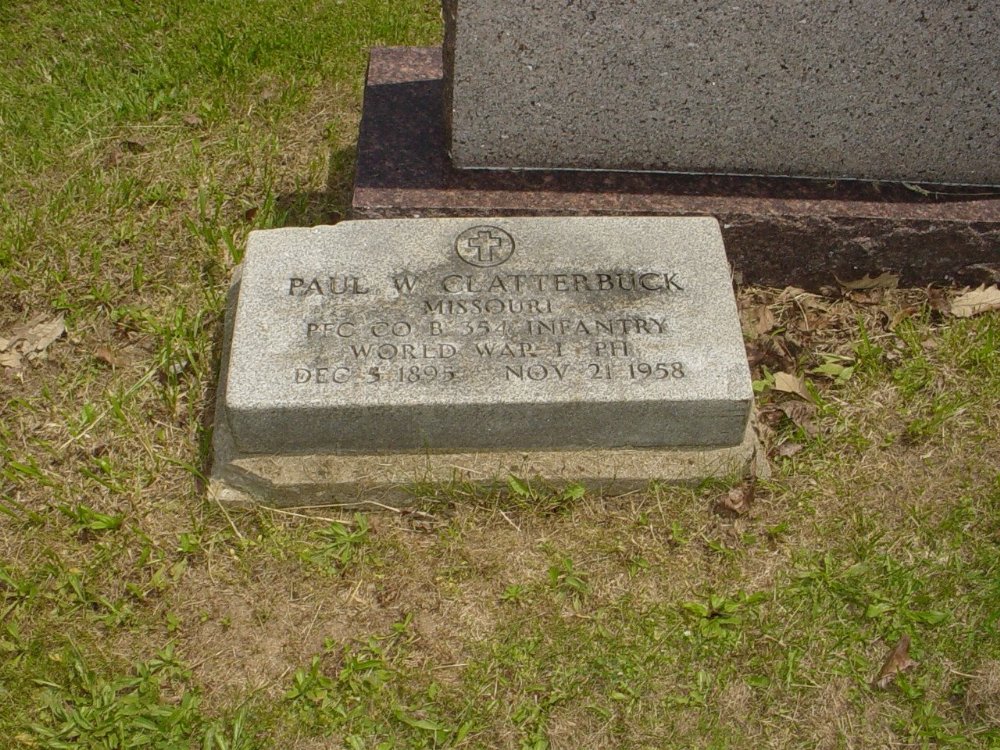 PAUL W CLATTERBUCK
MISSOURI
PFC CO B 354 INFANTRY
WORLD WAR I PH
DEC 5 1895 NOV 21 1958